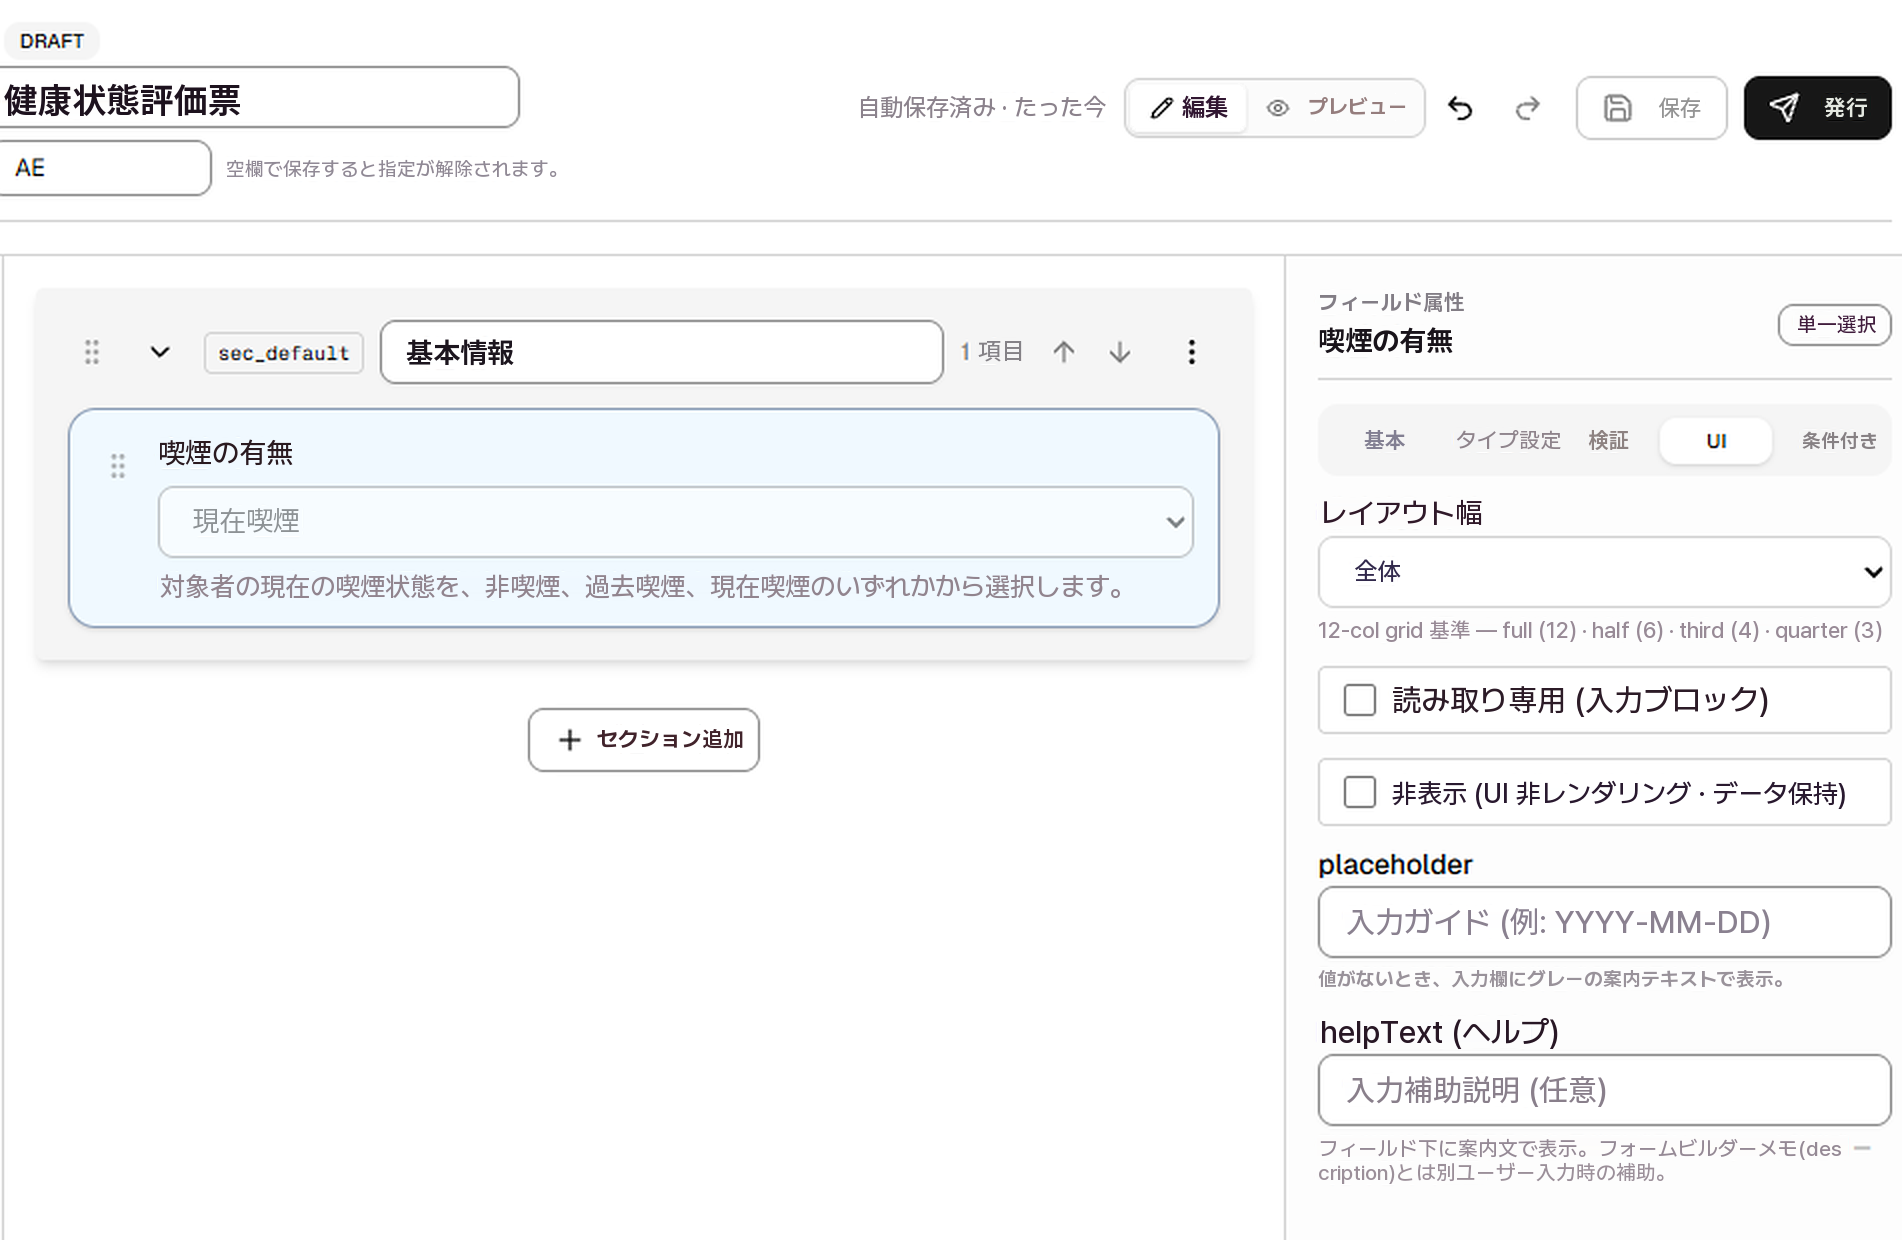 DRAFT
健康状態評価票
AE
空欄で保存すると指定が解除されます。
自動保存済み · たった今
編集
プレビュー
保存
発行
sec_default
基本情報
1 項目
喫煙の有無
現在喫煙
対象者の現在の喫煙状態を、非喫煙、過去喫煙、現在喫煙のいずれかから選択します。
セクション追加
フィールド属性
喫煙の有無
単一選択
基本
タイプ設定
検証
UI
条件付き
レイアウト幅
全体
12-col grid 基準 — full (12) · half (6) · third (4) · quarter (3)
読み取り専用 (入力ブロック)
非表示 (UI 非レンダリング · データ保持)
placeholder
入力ガイド (例: YYYY-MM-DD)
値がないとき、入力欄にグレーの案内テキストで表示。
helpText (ヘルプ)
入力補助説明 (任意)
フィールド下に案内文で表示。フォームビルダーメモ(des —
cription)とは別ユーザー入力時の補助。